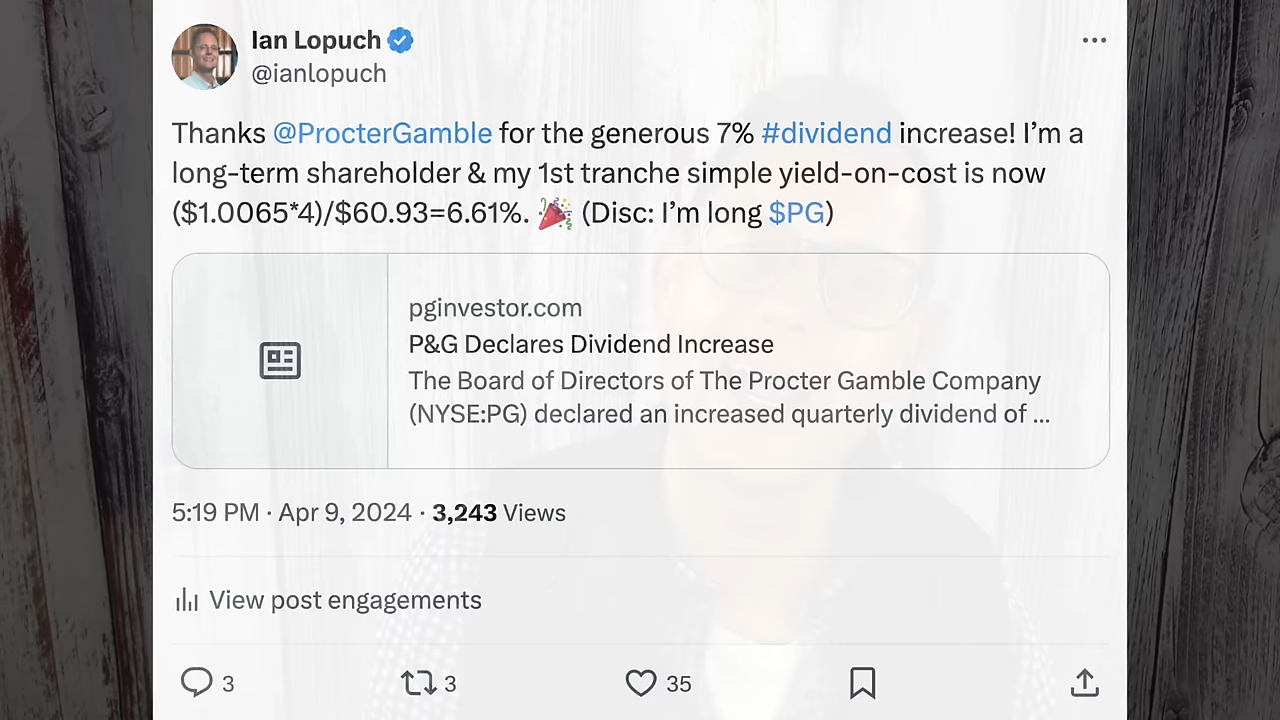 Ian Lopuch
@ianlopuch
Thanks @ProcterGamble for the generous 7% #dividend increase! I’m a
long-term shareholder & my 1st tranche simple yield-on-cost is now
($1.0065*4)/$60.93=6.61%. 🎉 (Disc: I’m long $PG)
pginvestor.com
P&G Declares Dividend Increase
The Board of Directors of The Procter Gamble Company
(NYSE:PG) declared an increased quarterly dividend of ...
5:19 PM · Apr 9, 2024 · 3,243 Views
View post engagements
3 3 35